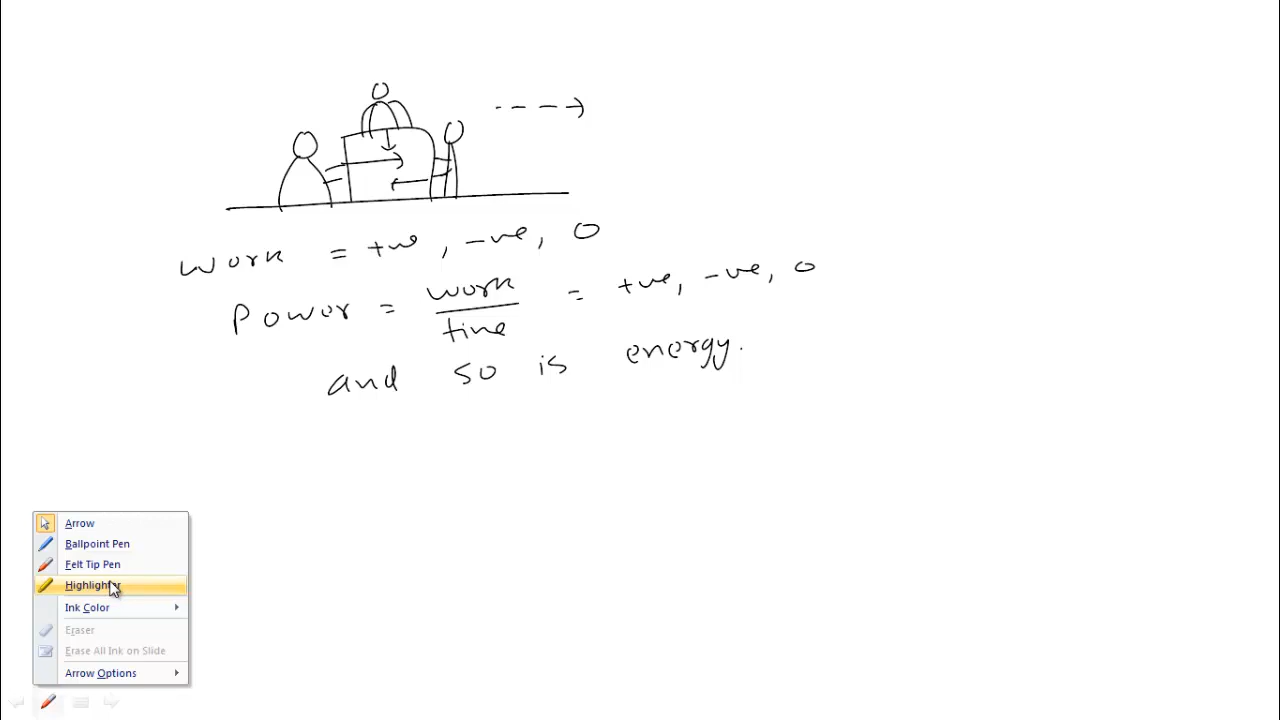 Work = +ve, -ve, 0
Power = work/time = +ve, -ve, 0
and so is energy.
Arrow
Ballpoint Pen
Felt Tip Pen
Highlighter
Ink Color
Eraser
Erase All Ink on Slide
Arrow Options